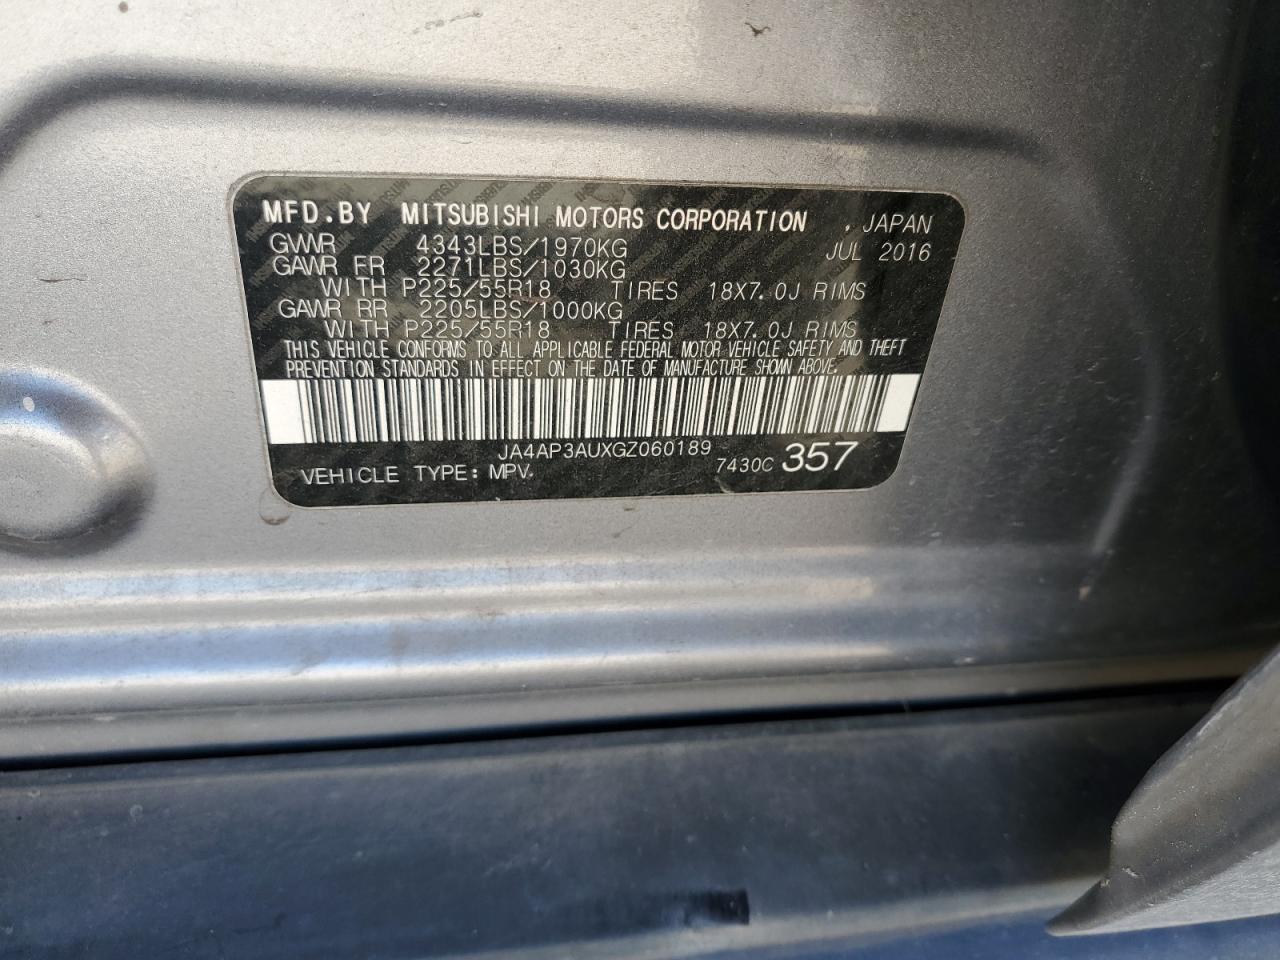 MFD.BY MITSUBISHI MOTORS CORPORATION , JAPAN
GVWR 4343LBS/1970KG JUL 2016
GAWR FR 2271LBS/1030KG
WITH P225/55R18 TIRES 18X7.0J RIMS
GAWR RR 2205LBS/1000KG
WITH P225/55R18 TIRES 18X7.0J RIMS
THIS VEHICLE CONFORMS TO ALL APPLICABLE FEDERAL MOTOR VEHICLE SAFETY AND THEFT
PREVENTION STANDARDS IN EFFECT ON THE DATE OF MANUFACTURE SHOWN ABOVE.
JA4AP3AUXGZ060189
VEHICLE TYPE: MPV. 7430C 357